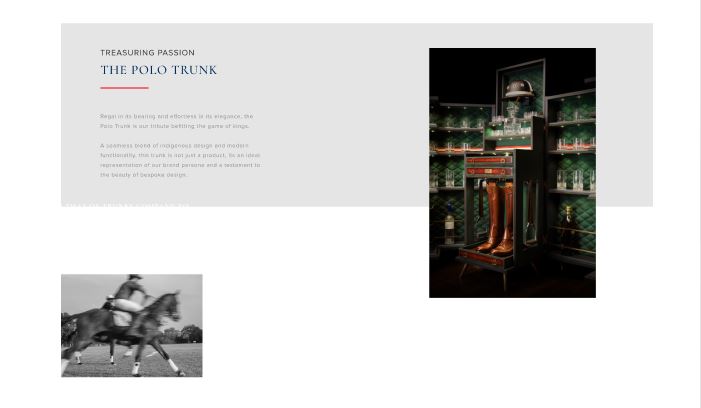 TREASURING PASSION
THE POLO TRUNK
Regal in its bearing and effortless in its elegance, the
Polo Trunk is our tribute befitting the game of kings.
A seamless blend of indigenous design and modern
functionality, this trunk is not just a product, its an ideal
representation of our brand persona and a testament to
the beauty of bespoke design.